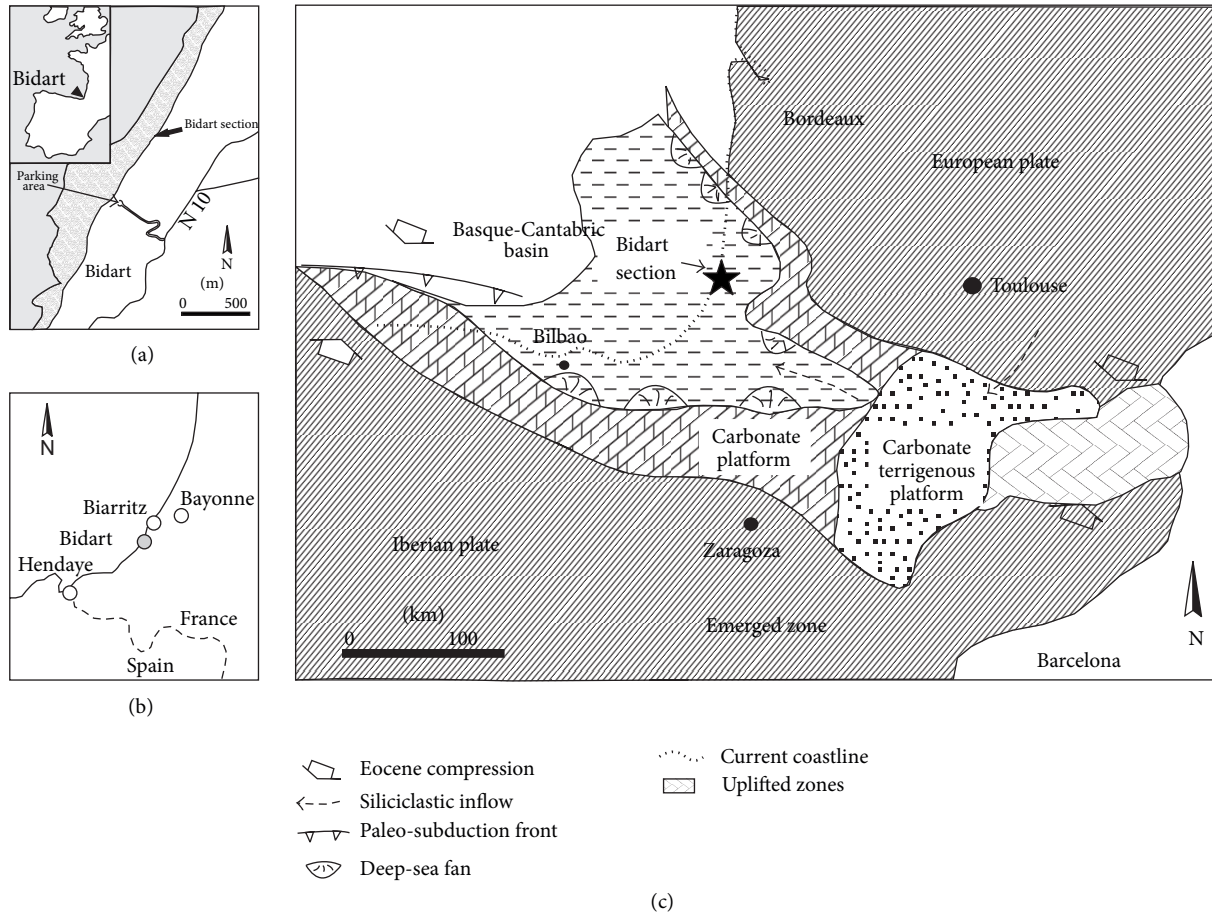 Bidart
Bidart section
Parking
area
N 10
N
Bidart
(m)
0 500
(a)
N
Biarritz
Bayonne
Bidart
Hendaye
France
Spain
(b)
Bordeaux
European plate
Basque-Cantabric
basin
Bidart
section
Toulouse
Bilbao
Carbonate
platform
Carbonate
terrigenous
platform
Iberian plate
Zaragoza
(km)
0 100
Emerged zone
N
Barcelona
Eocene compression
Siliciclastic inflow
Paleo-subduction front
Deep-sea fan
Current coastline
Uplifted zones
(c)